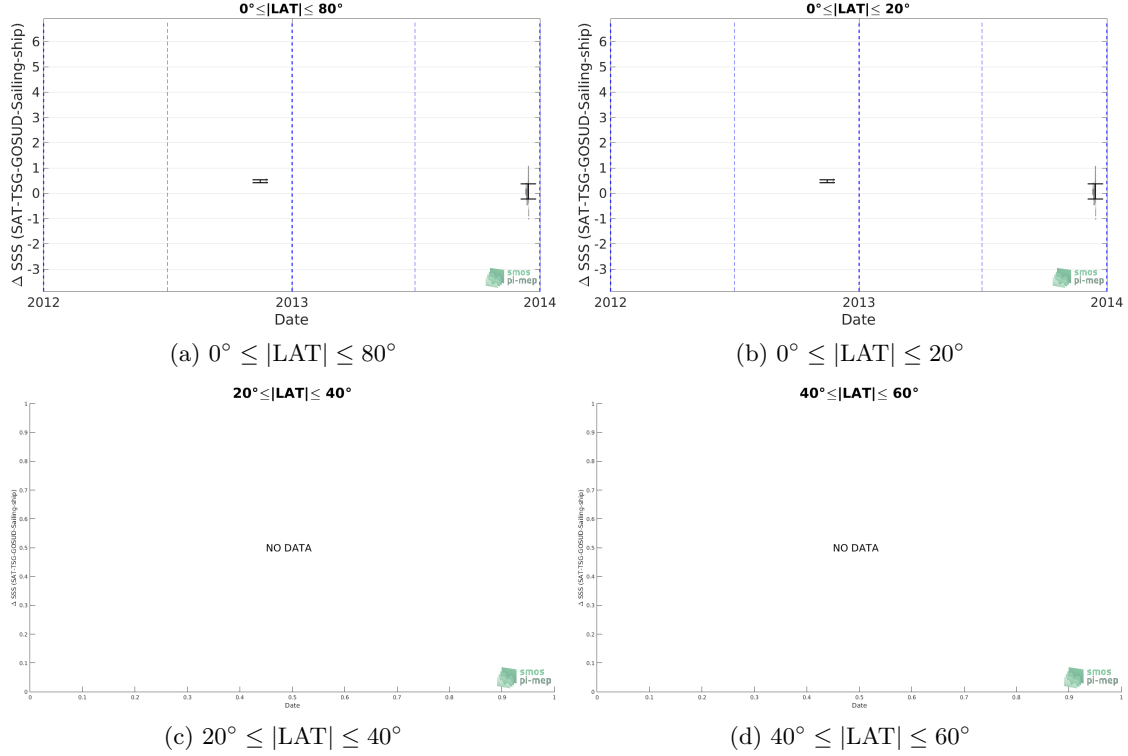 0°≤|LAT|≤ 80°
Δ SSS (SAT-TSG-GOSUD-Sailing-ship)
6
5
4
3
2
1
0
-1
-2
-3
2012 2013 2014
Date
smos
pi-mep
(a) 0° ≤ |LAT| ≤ 80°
0°≤|LAT|≤ 20°
Δ SSS (SAT-TSG-GOSUD-Sailing-ship)
6
5
4
3
2
1
0
-1
-2
-3
2012 2013 2014
Date
smos
pi-mep
(b) 0° ≤ |LAT| ≤ 20°
20°≤|LAT|≤ 40°
Δ SSS (SAT-TSG-GOSUD-Sailing-ship)
1
0.9
0.8
0.7
0.6
0.5
0.4
0.3
0.2
0.1
0
NO DATA
0 0.1 0.2 0.3 0.4 0.5 0.6 0.7 0.8 0.9 1
Date
smos
pi-mep
(c) 20° ≤ |LAT| ≤ 40°
40°≤|LAT|≤ 60°
Δ SSS (SAT-TSG-GOSUD-Sailing-ship)
1
0.9
0.8
0.7
0.6
0.5
0.4
0.3
0.2
0.1
0
NO DATA
0 0.1 0.2 0.3 0.4 0.5 0.6 0.7 0.8 0.9 1
Date
smos
pi-mep
(d) 40° ≤ |LAT| ≤ 60°